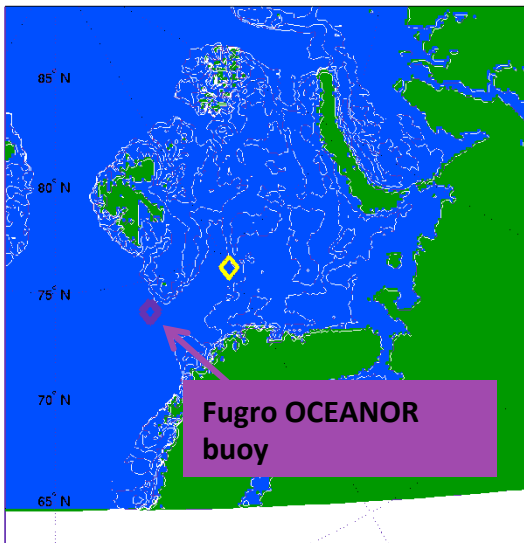 85° N
80° N
75° N
70° N
65° N
Fugro OCEANOR
buoy